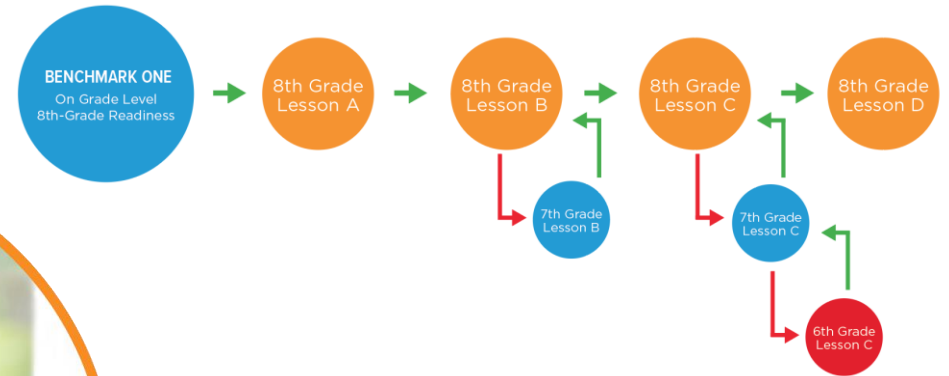 BENCHMARK ONE
On Grade Level
8th-Grade Readiness
8th Grade
Lesson A
8th Grade
Lesson B
8th Grade
Lesson C
8th Grade
Lesson D
7th Grade
Lesson B
7th Grade
Lesson C
6th Grade
Lesson C